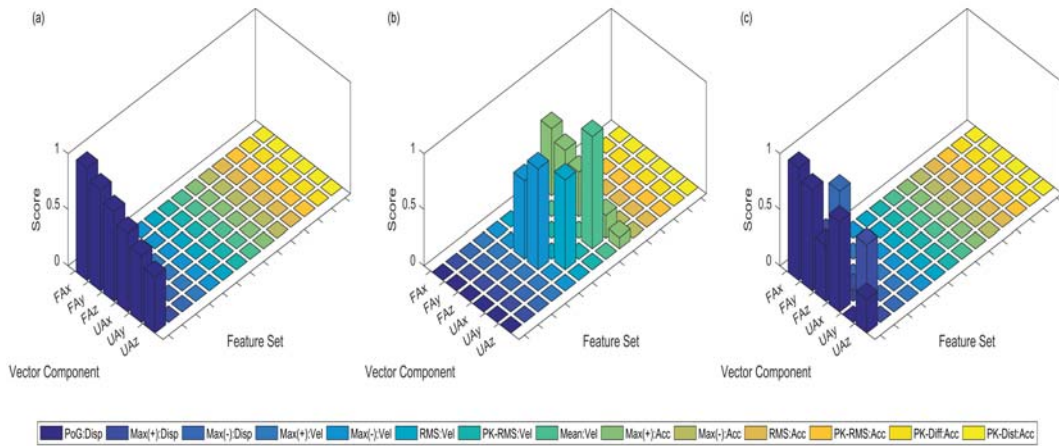 (a)
1
0.5
0
Score
FAx
FAy
FAz
UAx
UAy
UAz
Vector Component
Feature Set
(b)
1
0.5
0
Score
FAx
FAy
FAz
UAx
UAy
UAz
Vector Component
Feature Set
(c)
1
0.5
0
Score
FAx
FAy
FAz
UAx
UAy
UAz
Vector Component
Feature Set
PoG:Disp Max(+):Disp Max(-):Disp Max(+):Vel Max(-):Vel RMS:Vel PK-RMS:Vel Mean:Vel Max(+):Acc Max(-):Acc RMS:Acc PK-RMS:Acc PK-Diff:Acc PK-Dist:Acc